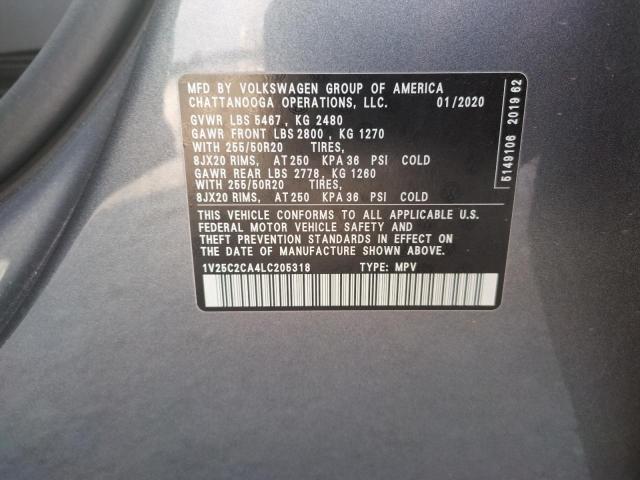 MFD BY VOLKSWAGEN GROUP OF AMERICA
CHATTANOOGA OPERATIONS, LLC. 01/2020
GVWR LBS 5467 , KG 2480
GAWR FRONT LBS 2800 , KG 1270
WITH 255/50R20 TIRES,
8JX20 RIMS, AT 250 KPA 36 PSI COLD
GAWR REAR LBS 2778 , KG 1260
WITH 255/50R20 TIRES,
8JX20 RIMS, AT 250 KPA 36 PSI COLD
THIS VEHICLE CONFORMS TO ALL APPLICABLE U.S.
FEDERAL MOTOR VEHICLE SAFETY AND
THEFT PREVENTION STANDARDS IN EFFECT ON
THE DATE OF MANUFACTURE SHOWN ABOVE.
1V25C2CA4LC205318 TYPE: MPV
5149106 2019 62